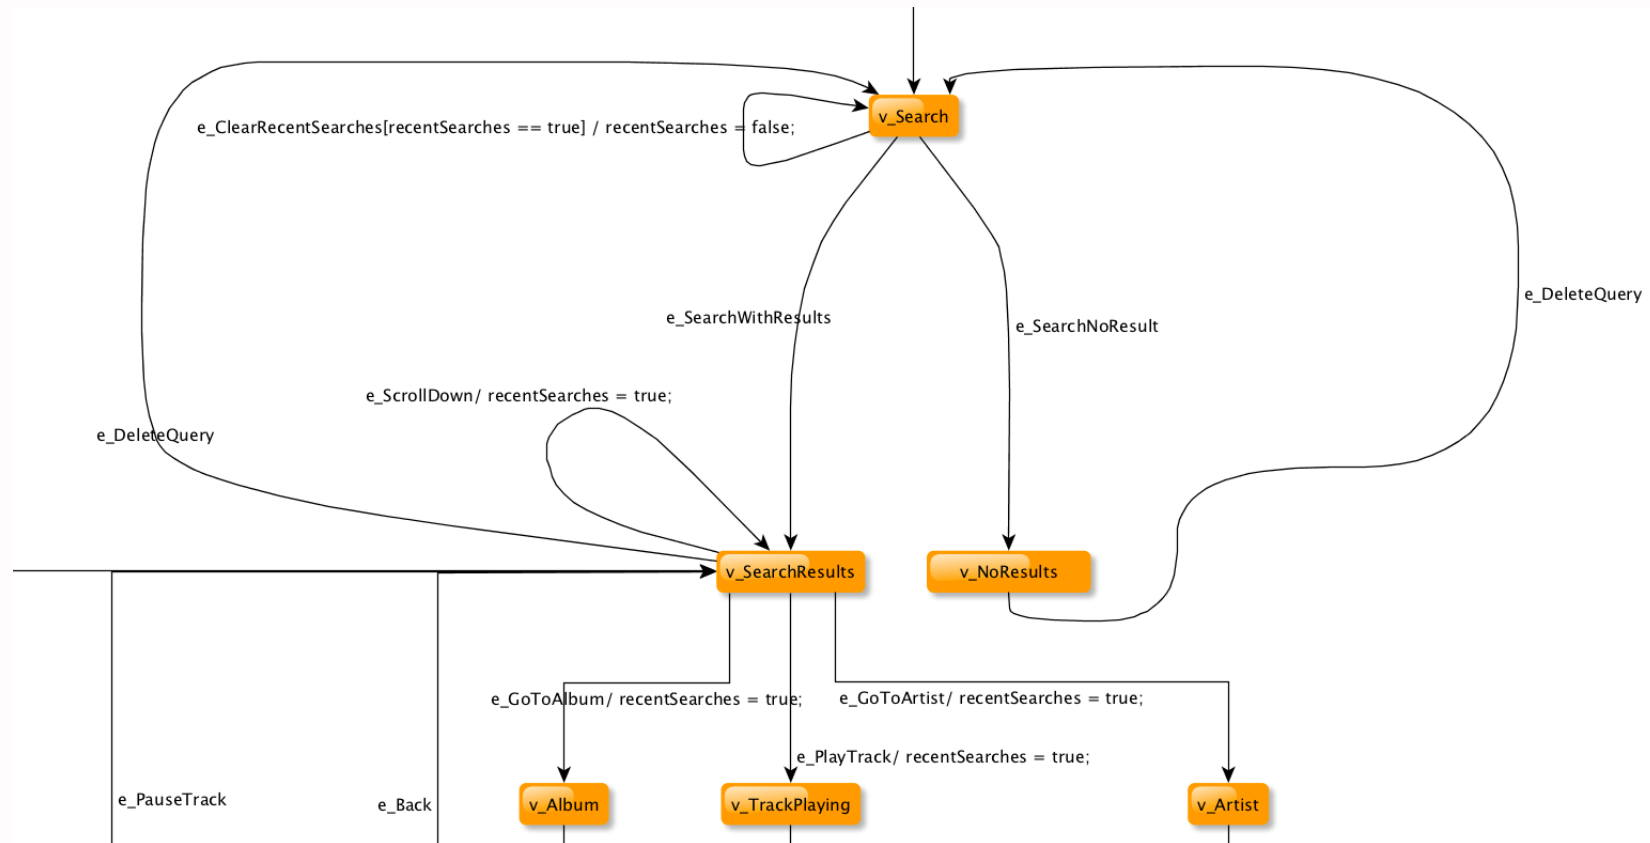 v_Search
e_ClearRecentSearches[recentSearches == true] / recentSearches = false;
e_DeleteQuery
e_SearchWithResults
e_SearchNoResult
e_ScrollDown/ recentSearches = true;
e_DeleteQuery
v_SearchResults
v_NoResults
e_GoToAlbum/ recentSearches = true;
e_GoToArtist/ recentSearches = true;
e_PlayTrack/ recentSearches = true;
e_PauseTrack
e_Back
v_Album
v_TrackPlaying
v_Artist